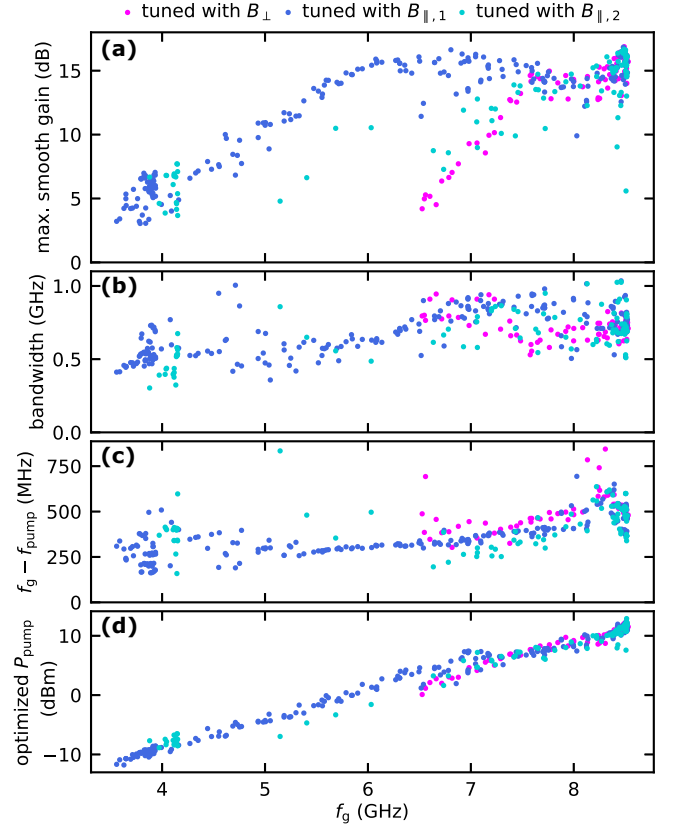 tuned with B⊥ tuned with B∥,1 tuned with B∥,2
(a)
max. smooth gain (dB)
15
10
5
0
(b)
bandwidth (GHz)
1.0
0.5
0.0
(c)
fg − fpump (MHz)
750
500
250
0
(d)
optimized Ppump
(dBm)
10
0
−10
4 5 6 7 8
fg (GHz)